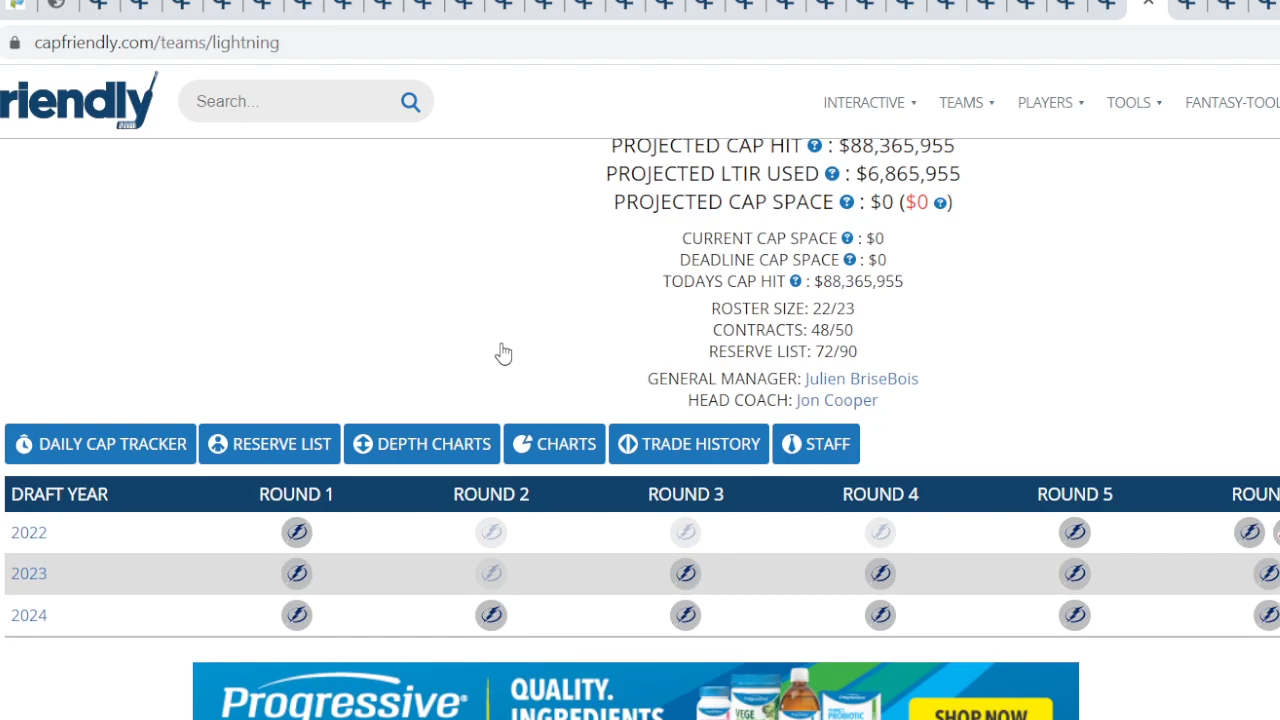 capfriendly.com/teams/lightning
riendly
Search...
INTERACTIVE
TEAMS
PLAYERS
TOOLS
FANTASY-TOOL
PROJECTED CAP HIT : $88,365,955
PROJECTED LTIR USED : $6,865,955
PROJECTED CAP SPACE : $0 ($0 )
CURRENT CAP SPACE : $0
DEADLINE CAP SPACE : $0
TODAYS CAP HIT : $88,365,955
ROSTER SIZE: 22/23
CONTRACTS: 48/50
RESERVE LIST: 72/90
GENERAL MANAGER: Julien BriseBois
HEAD COACH: Jon Cooper
DAILY CAP TRACKER
RESERVE LIST
DEPTH CHARTS
CHARTS
TRADE HISTORY
STAFF
DRAFT YEAR ROUND 1 ROUND 2 ROUND 3 ROUND 4 ROUND 5 ROUN
2022
2023
2024
Progressive®
QUALITY.
INGREDIENTS
VEGE
PROBIOTIC
SHOP NOW